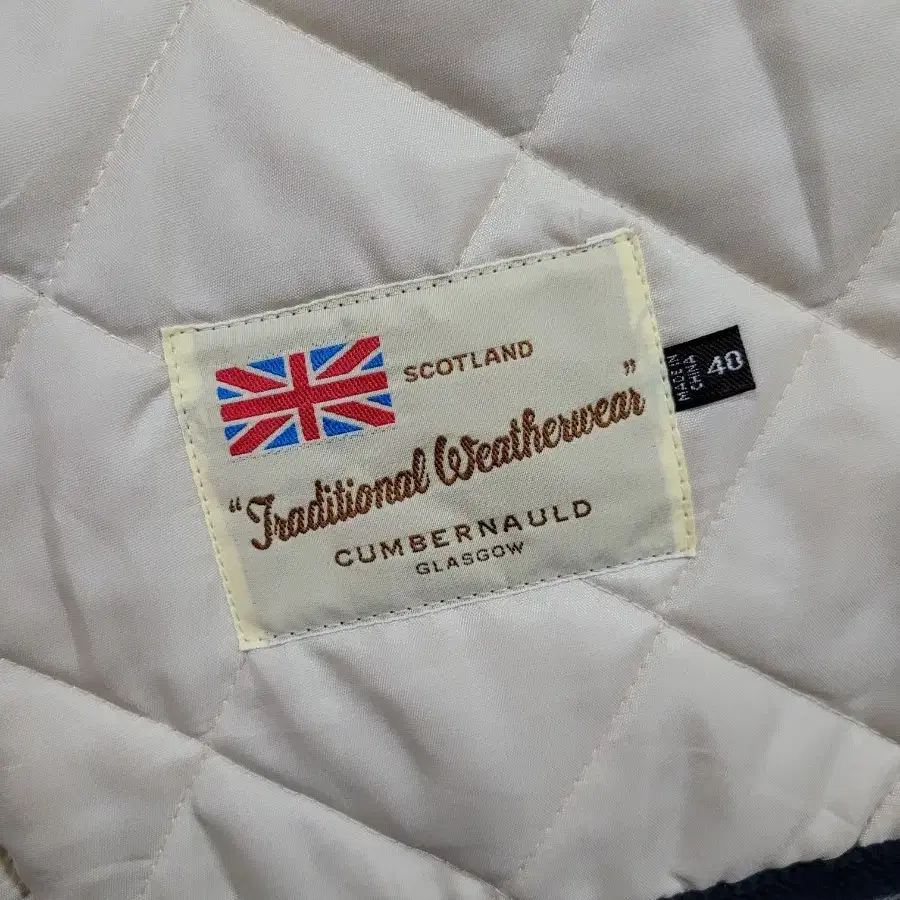 SCOTLAND
“Traditional Weatherwear”
CUMBERNAULD
GLASGOW
MADE IN
CHINA
40